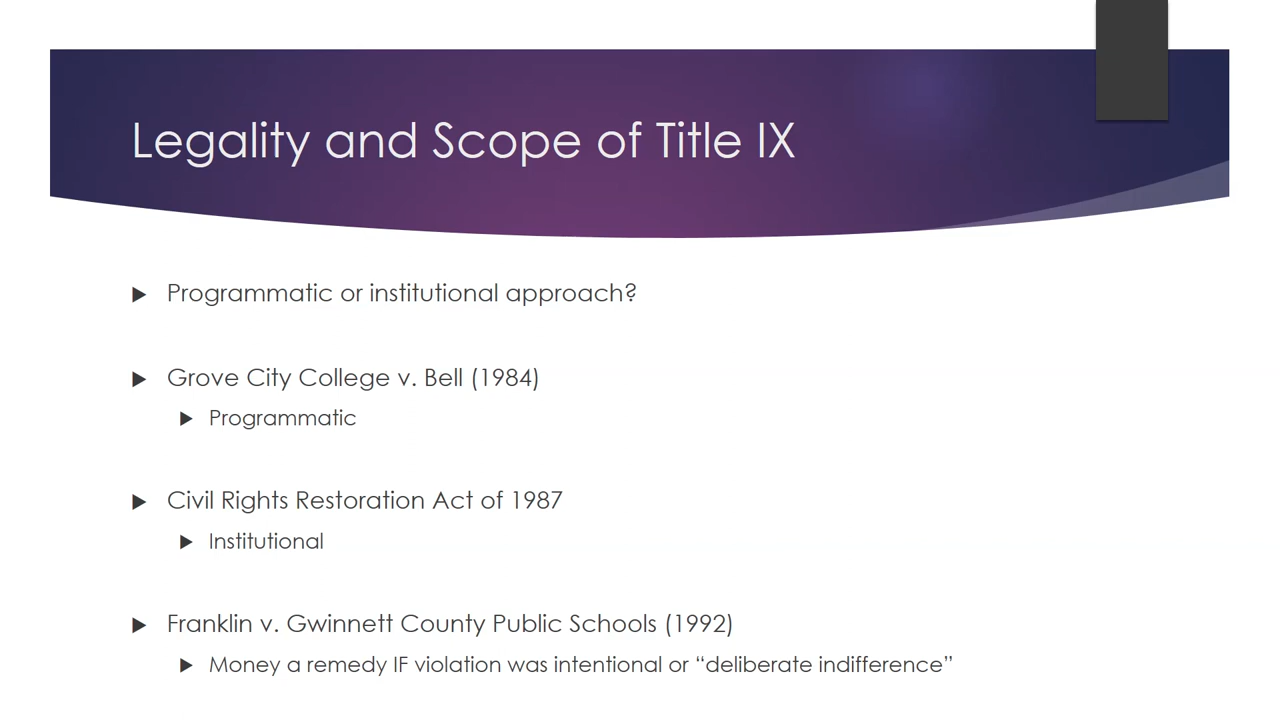 Legality and Scope of Title IX
Programmatic or institutional approach?
Grove City College v. Bell (1984)
Programmatic
Civil Rights Restoration Act of 1987
Institutional
Franklin v. Gwinnett County Public Schools (1992)
Money a remedy IF violation was intentional or “deliberate indifference”